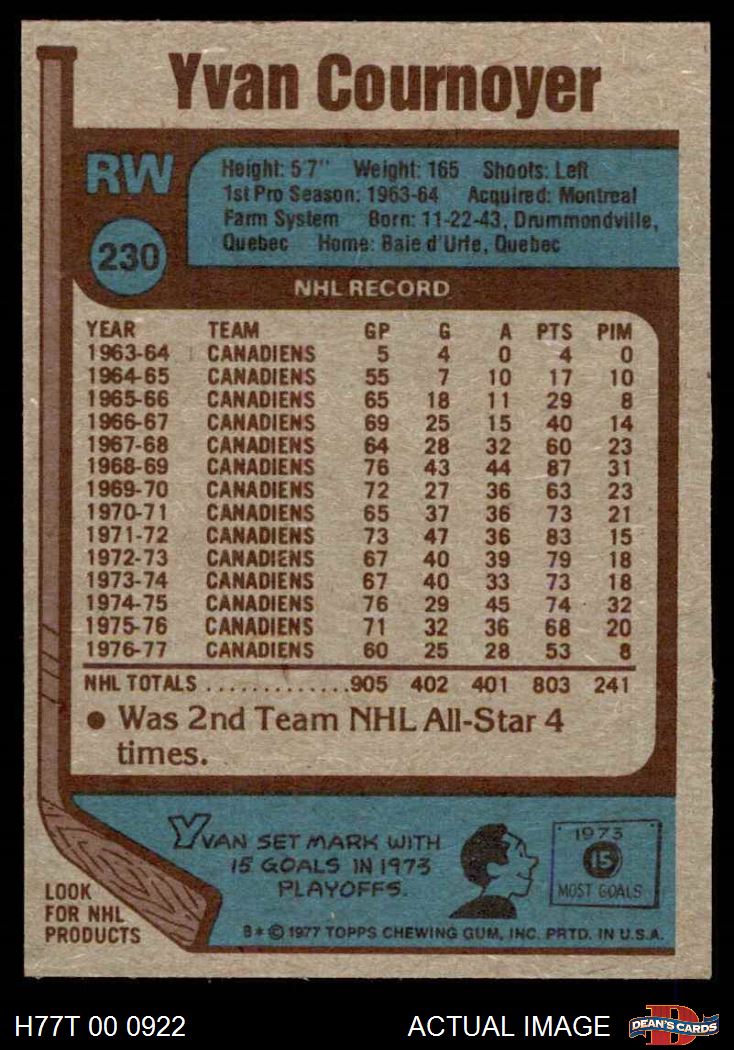 Yvan Cournoyer
RW
230
Height: 5'7" Weight: 165 Shoots: Left
1st Pro Season: 1963-64 Acquired: Montreal
Farm System Born: 11-22-43, Drummondville,
Quebec Home: Baie d'Urfe, Quebec
NHL RECORD
YEAR TEAM GP G A PTS PIM
1963-64 CANADIENS 5 4 0 4 0
1964-65 CANADIENS 55 7 10 17 10
1965-66 CANADIENS 65 18 11 29 8
1966-67 CANADIENS 69 25 15 40 14
1967-68 CANADIENS 64 28 32 60 23
1968-69 CANADIENS 76 43 44 87 31
1969-70 CANADIENS 72 27 36 63 23
1970-71 CANADIENS 65 37 36 73 21
1971-72 CANADIENS 73 47 36 83 15
1972-73 CANADIENS 67 40 39 79 18
1973-74 CANADIENS 67 40 33 73 18
1974-75 CANADIENS 76 29 45 74 32
1975-76 CANADIENS 71 32 36 68 20
1976-77 CANADIENS 60 25 28 53 8
NHL TOTALS .............905 402 401 803 241
● Was 2nd Team NHL All-Star 4
times.
YVAN SET MARK WITH
15 GOALS IN 1973
PLAYOFFS.
1973
15
MOST GOALS
LOOK
FOR NHL
PRODUCTS
B* © 1977 TOPPS CHEWING GUM, INC. PRTD. IN U.S.A.
H77T 00 0922
ACTUAL IMAGE
D
DEAN'S CARDS